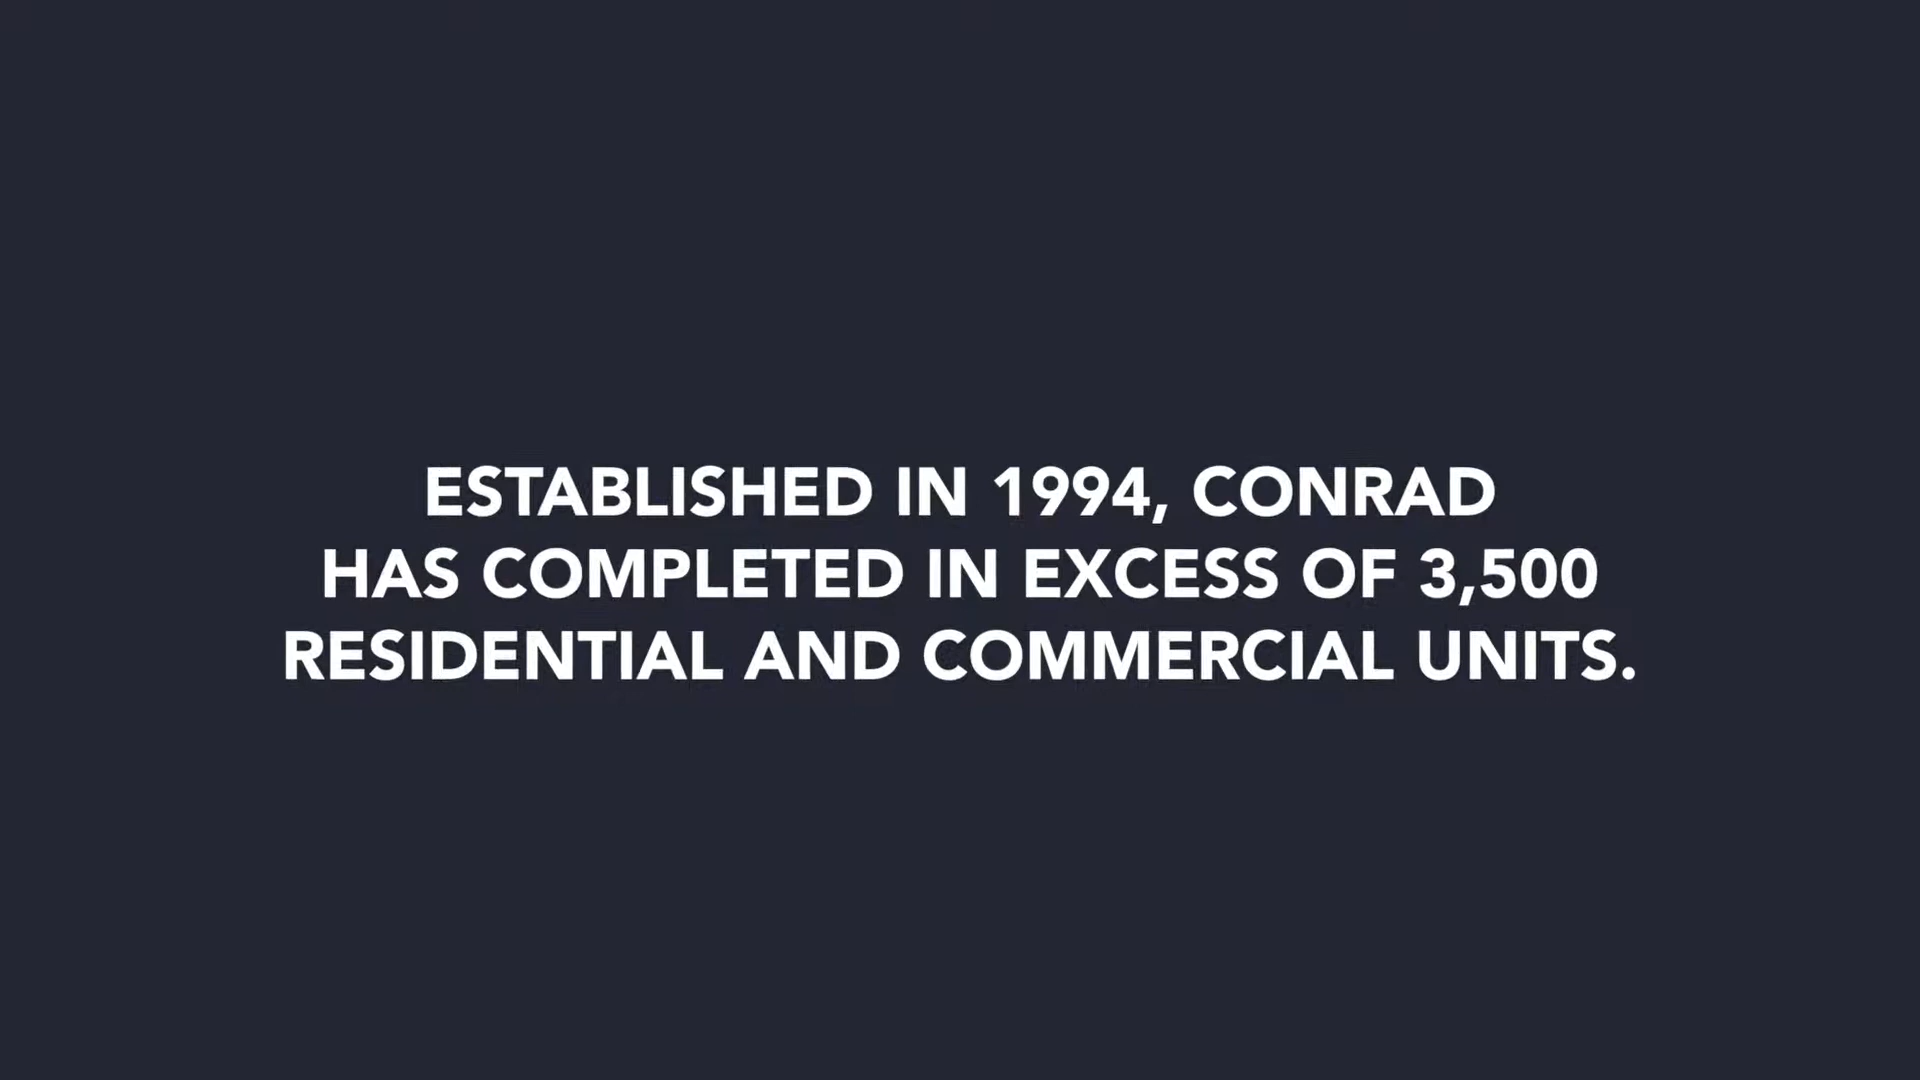 ESTABLISHED IN 1994, CONRAD
HAS COMPLETED IN EXCESS OF 3,500
RESIDENTIAL AND COMMERCIAL UNITS.